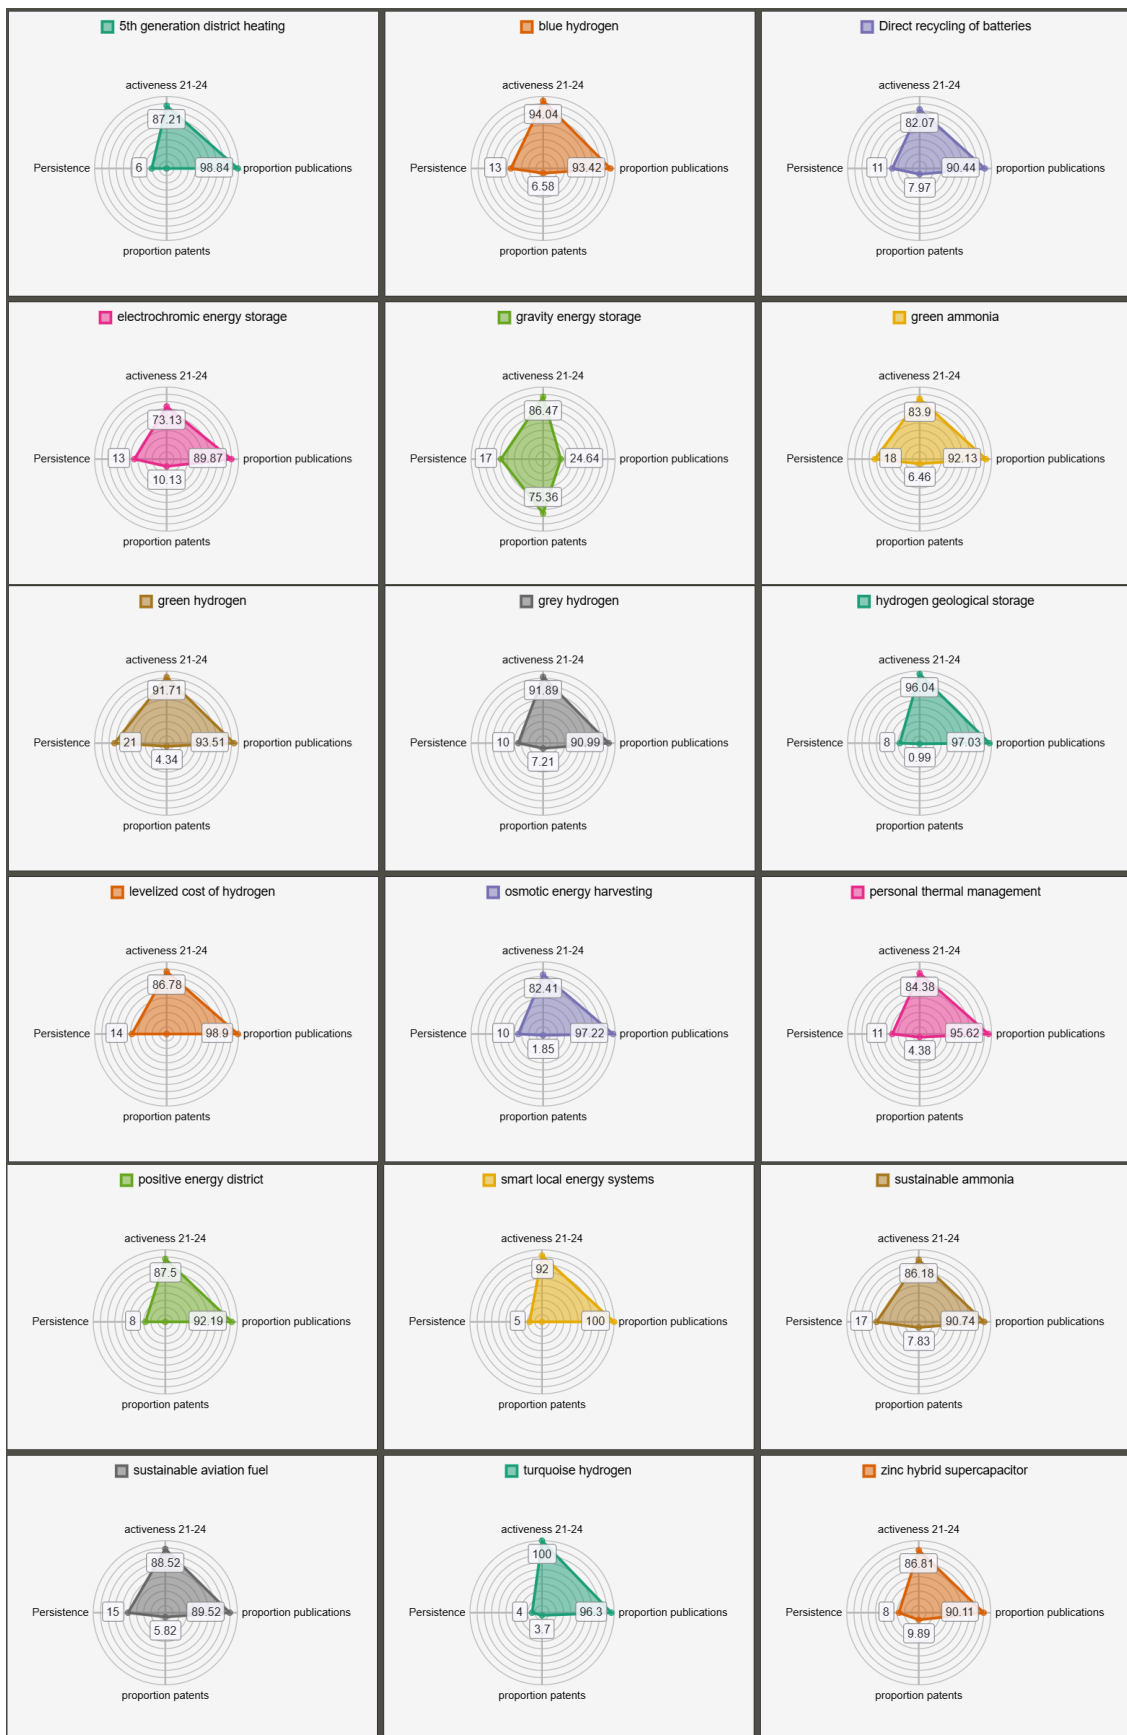 5th generation district heating
activeness 21-24
87.21
Persistence 6 98.84 proportion publications
proportion patents
blue hydrogen
activeness 21-24
94.04
13 93.42 proportion publications
6.58
proportion patents
Direct recycling of batteries
activeness 21-24
82.07
Persistence 11 90.44 proportion publications
7.97
proportion patents
electrochromic energy storage
activeness 21-24
73.13
Persistence 13 89.87 proportion publications
10.13
proportion patents
gravity energy storage
activeness 21-24
86.47
Persistence 17 24.64 proportion publications
75.36
proportion patents
green ammonia
activeness 21-24
83.9
Persistence 18 92.13 proportion publications
6.46
proportion patents
green hydrogen
activeness 21-24
91.71
Persistence 21 93.51 proportion publications
4.34
proportion patents
grey hydrogen
activeness 21-24
91.89
Persistence 10 90.99 proportion publications
7.21
proportion patents
hydrogen geological storage
activeness 21-24
96.04
Persistence 8 97.03 proportion publications
0.99
proportion patents
levelized cost of hydrogen
activeness 21-24
86.78
Persistence 14 98.9 proportion publications
proportion patents
osmotic energy harvesting
activeness 21-24
82.41
Persistence 10 97.22 proportion publications
1.85
proportion patents
personal thermal management
activeness 21-24
84.38
Persistence 11 95.62 proportion publications
4.38
proportion patents
positive energy district
activeness 21-24
87.5
Persistence 8 92.19 proportion publications
proportion patents
smart local energy systems
activeness 21-24
92
Persistence 5 100 proportion publications
proportion patents
sustainable ammonia
activeness 21-24
86.18
Persistence 17 90.74 proportion publications
7.83
proportion patents
sustainable aviation fuel
activeness 21-24
88.52
Persistence 15 89.52 proportion publications
5.82
proportion patents
turquoise hydrogen
activeness 21-24
100
Persistence 4 96.3 proportion publications
3.7
proportion patents
zinc hybrid supercapacitor
activeness 21-24
86.81
Persistence 8 90.11 proportion publications
9.89
proportion patents